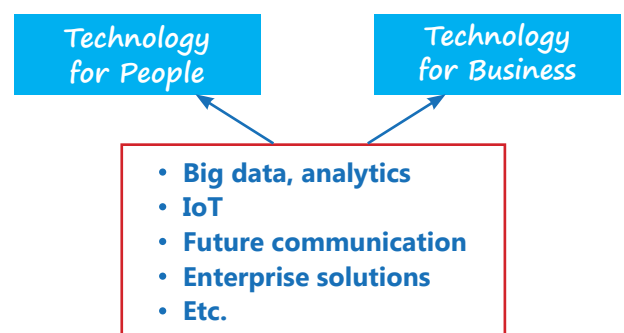 Technology
for People
Technology
for Business
• Big data, analytics
• IoT
• Future communication
• Enterprise solutions
• Etc.